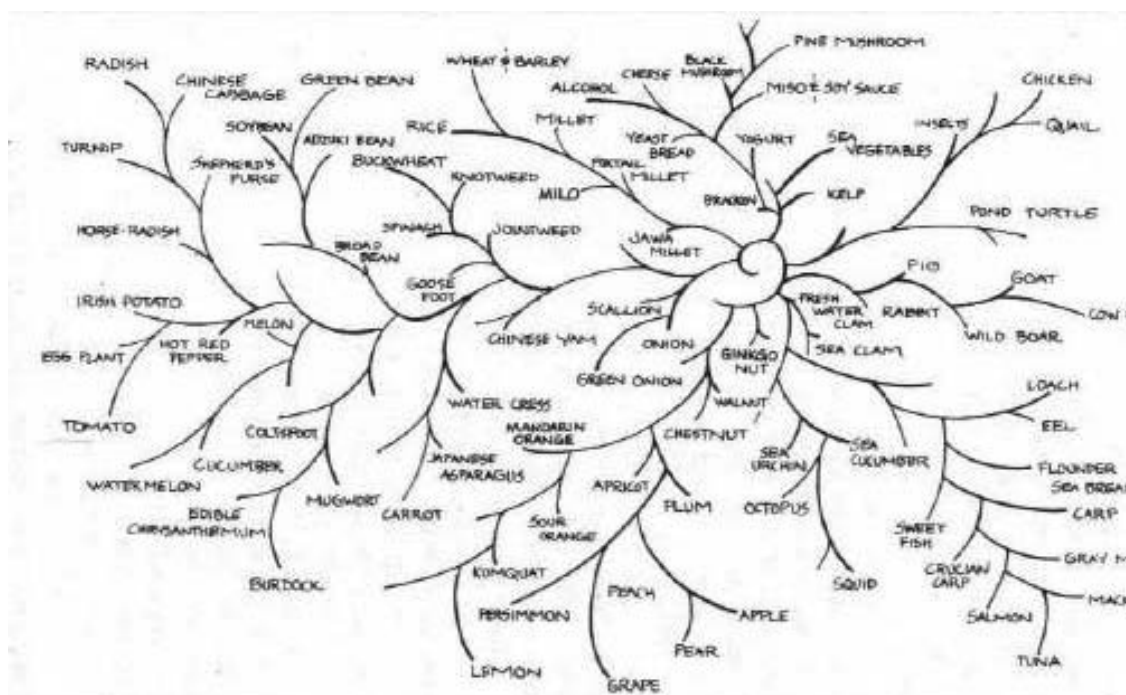 RADISH
CHINESE
CABBAGE
GREEN BEAN
SOYBEAN
ADZUKI BEAN
TURNIP
SHEPHERD'S
PURSE
HORSE-RADISH
BROAD
BEAN
IRISH POTATO
MELON
HOT RED
PEPPER
EGG PLANT
TOMATO
WATERMELON
CUCUMBER
COLTSFOOT
EDIBLE
CHRYSANTHEMUM
MUGWORT
BURDOCK
WHEAT & BARLEY
RICE
MILLET
BUCKWHEAT
KNOTWEED
SPINACH
JOINTWEED
GOOSE
FOOT
MILO
FOXTAIL
MILLET
JAWA
MILLET
CHINESE YAM
WATER CRESS
JAPANESE
ASPARAGUS
CARROT
ALCOHOL
CHEESE
BLACK
MUSHROOM
PINE MUSHROOM
MISO & SOY SAUCE
YEAST
BREAD
YOGURT
SEA
VEGETABLES
BRACKEN
KELP
INSECTS
CHICKEN
QUAIL
POND TURTLE
PIG
GOAT
COW
RABBIT
WILD BOAR
FRESH
WATER
CLAM
SEA CLAM
SCALLION
ONION
GREEN ONION
GINKGO
NUT
WALNUT
CHESTNUT
MANDARIN
ORANGE
APRICOT
PLUM
SOUR
ORANGE
KUMQUAT
PERSIMMON
PEACH
APPLE
PEAR
LEMON
GRAPE
SEA
URCHIN
SEA
CUCUMBER
OCTOPUS
SQUID
LOACH
EEL
FLOUNDER
SEA BREA
CARP
SWEET
FISH
CRUCIAN
CARP
GRAY M
SALMON
MAC
TUNA